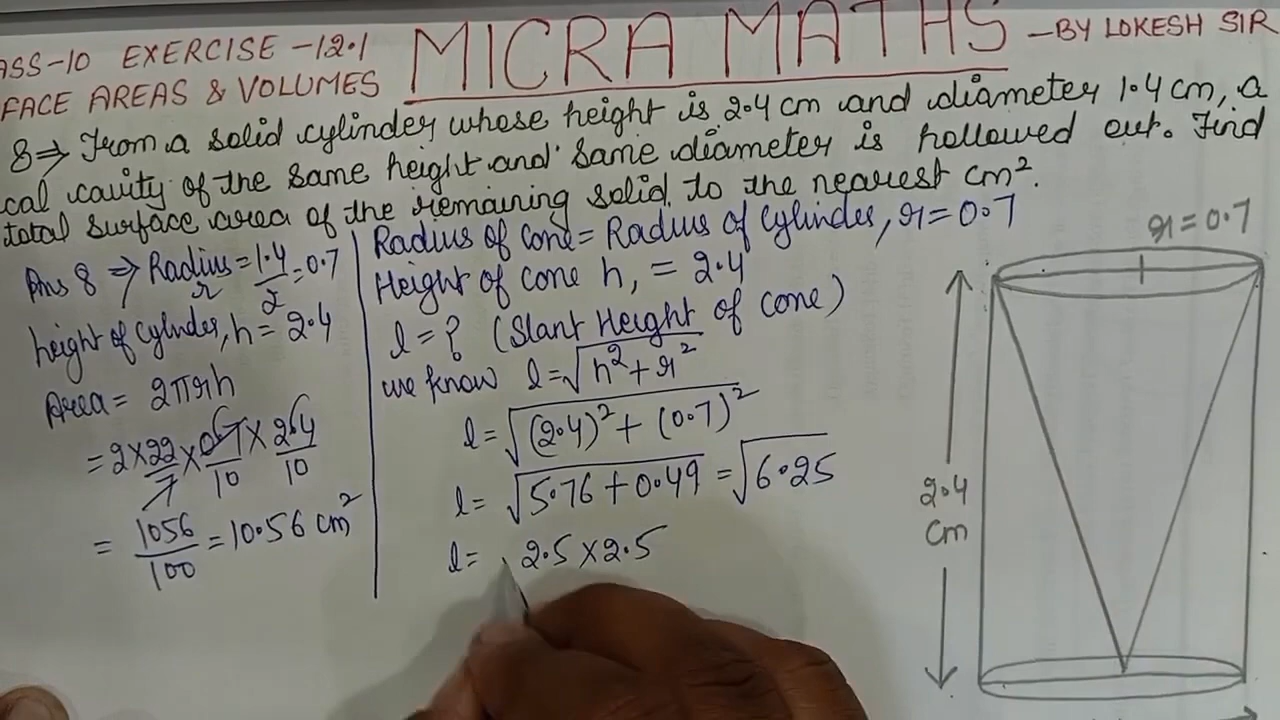 ASS-10 EXERCISE -12.1 MICRA MATHS -BY LOKESH SIR
FACE AREAS & VOLUMES
8⇒ From a solid cylinder whose height is 2.4 cm and diameter 1.4 cm, a
cal cavity of the same height and same diameter is hollowed out. Find
total surface area of the remaining solid to the nearest cm².
Ans 8 ⇒ Radius = 1.4/2 = 0.7
r
height of cylinder, h = 2.4
Area = 2πrh
= 2 × 22/7 × 0.7/10 × 2.4/10
= 1056/100 = 10.56 cm²
Radius of cone = Radius of cylinder, r = 0.7
Height of cone h, = 2.4
l = ? (Slant Height of cone)
we know l = √h² + r²
l = √(2.4)² + (0.7)²
l = √5.76 + 0.49 = √6.25
l = 2.5 × 2.5
r = 0.7
2.4
cm